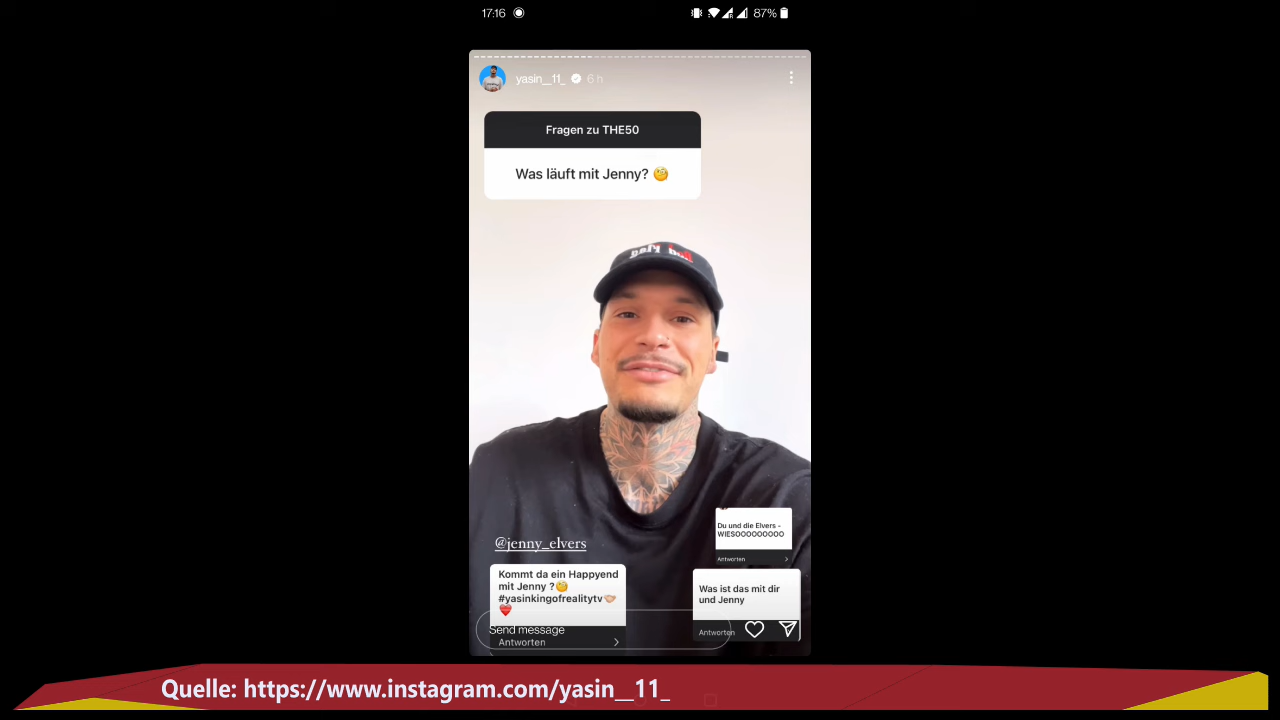 17:16
87%
yasin__11_
6 h
Fragen zu THE50
Was läuft mit Jenny? 🧐
@jenny_elvers
Du und die Elvers -
WIESOOOOOOOOO
Antworten
Kommt da ein Happyend
mit Jenny ?🧐
#yasinkingofrealitytv🤝🏼
❤️
Antworten
Was ist das mit dir
und Jenny
Antworten
Send message
Quelle: https://www.instagram.com/yasin__11_